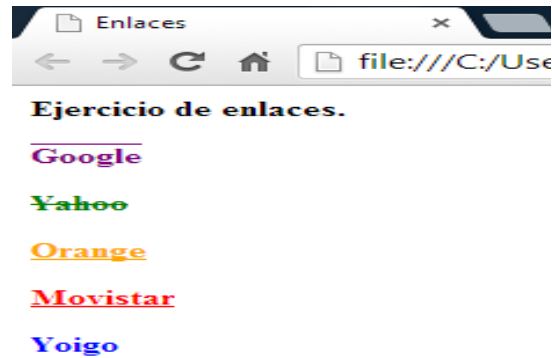 Enlaces
file:///C:/Use
Ejercicio de enlaces.
Google
Yahoo
Orange
Movistar
Yoigo